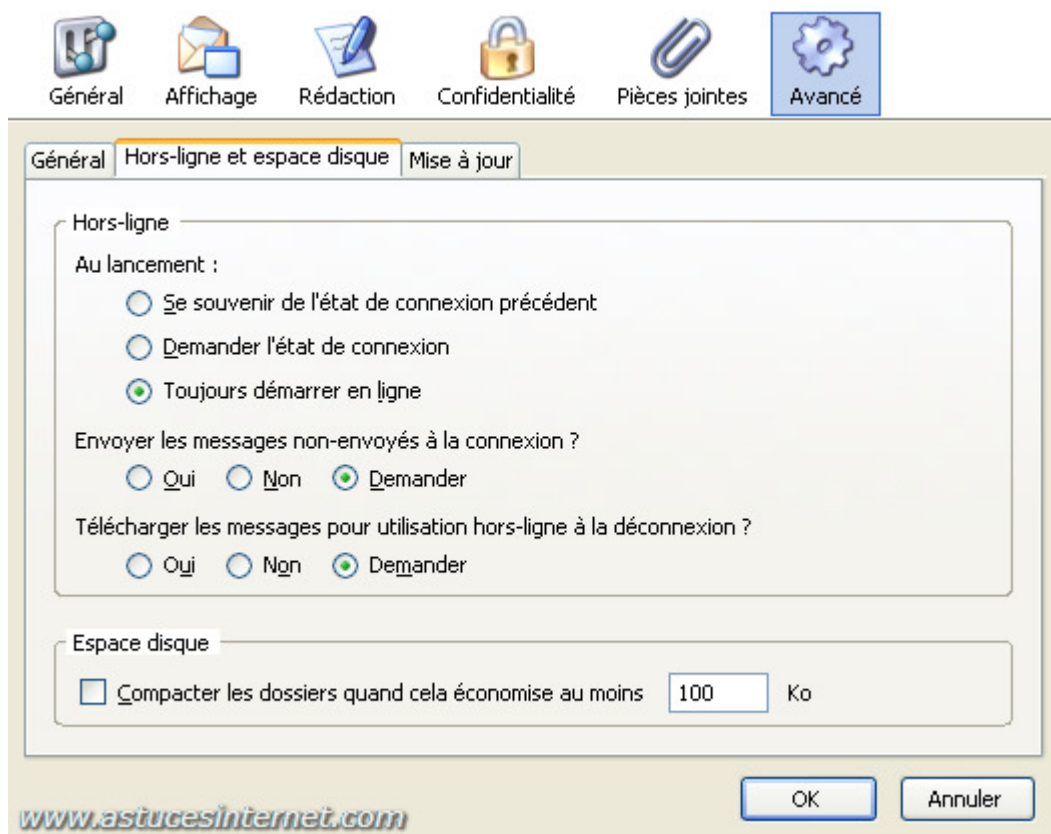 Général Affichage Rédaction Confidentialité Pièces jointes Avancé
Général Hors-ligne et espace disque Mise à jour
Hors-ligne
Au lancement :
Se souvenir de l'état de connexion précédent
Demander l'état de connexion
Toujours démarrer en ligne
Envoyer les messages non-envoyés à la connexion ?
Oui Non Demander
Télécharger les messages pour utilisation hors-ligne à la déconnexion ?
Oui Non Demander
Espace disque
Compacter les dossiers quand cela économise au moins 100 Ko
OK Annuler
www.astucesinternet.com